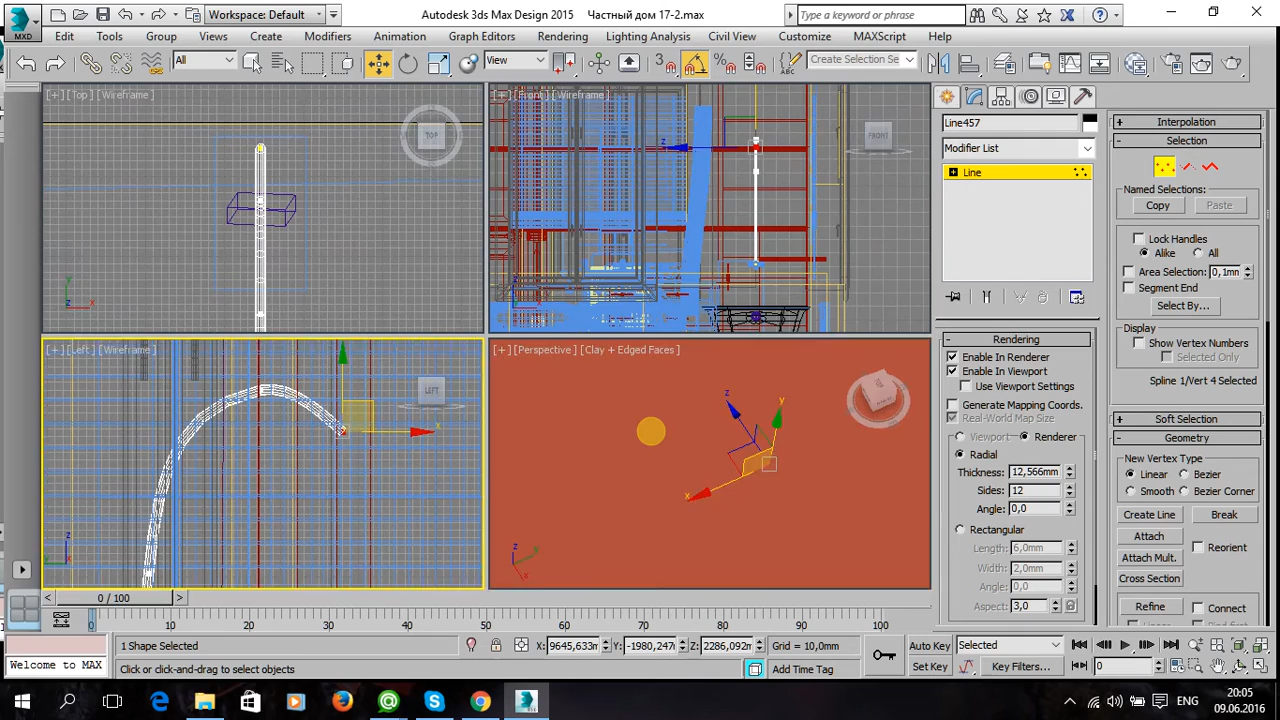 Workspace: Default
Autodesk 3ds Max Design 2015
Частный дом 17-2.max
Type a keyword or phrase
MAX
Edit Tools Group Views Create Modifiers Animation Graph Editors Rendering Lighting Analysis Civil View Customize MAXScript Help
All
View
3
Create Selection Se
[+] [Top] [Wireframe]
TOP
[+] [Front] [Wireframe]
FRONT
[+] [Left] [Wireframe]
LEFT
[+] [Perspective] [Clay + Edged Faces]
Line457
Modifier List
Line
Rendering
Enable In Renderer
Enable In Viewport
Use Viewport Settings
Generate Mapping Coords.
Real-World Map Size
Viewport Renderer
Radial
Thickness: 12,566mm
Sides: 12
Angle: 0,0
Rectangular
Length: 6,0mm
Width: 2,0mm
Angle: 0,0
Aspect: 3,0
Interpolation
Selection
Named Selections:
Copy Paste
Lock Handles
Alike All
Area Selection: 0,1mm
Segment End
Select By...
Display
Show Vertex Numbers
Selected Only
Spline 1/Vert 4 Selected
Soft Selection
Geometry
New Vertex Type
Linear Bezier
Smooth Bezier Corner
Create Line Break
Attach
Attach Mult. Reorient
Cross Section
Refine Connect
0 / 100
0 10 20 30 40 50 60 70 80 90 100
1 Shape Selected
X: 9645,633m Y: -1980,247m Z: 2286,092m
Grid = 10,0mm
Auto Key Selected
Welcome to MAX
Click or click-and-drag to select objects
Add Time Tag
Set Key Key Filters...
0
ENG
20:05
09.06.2016